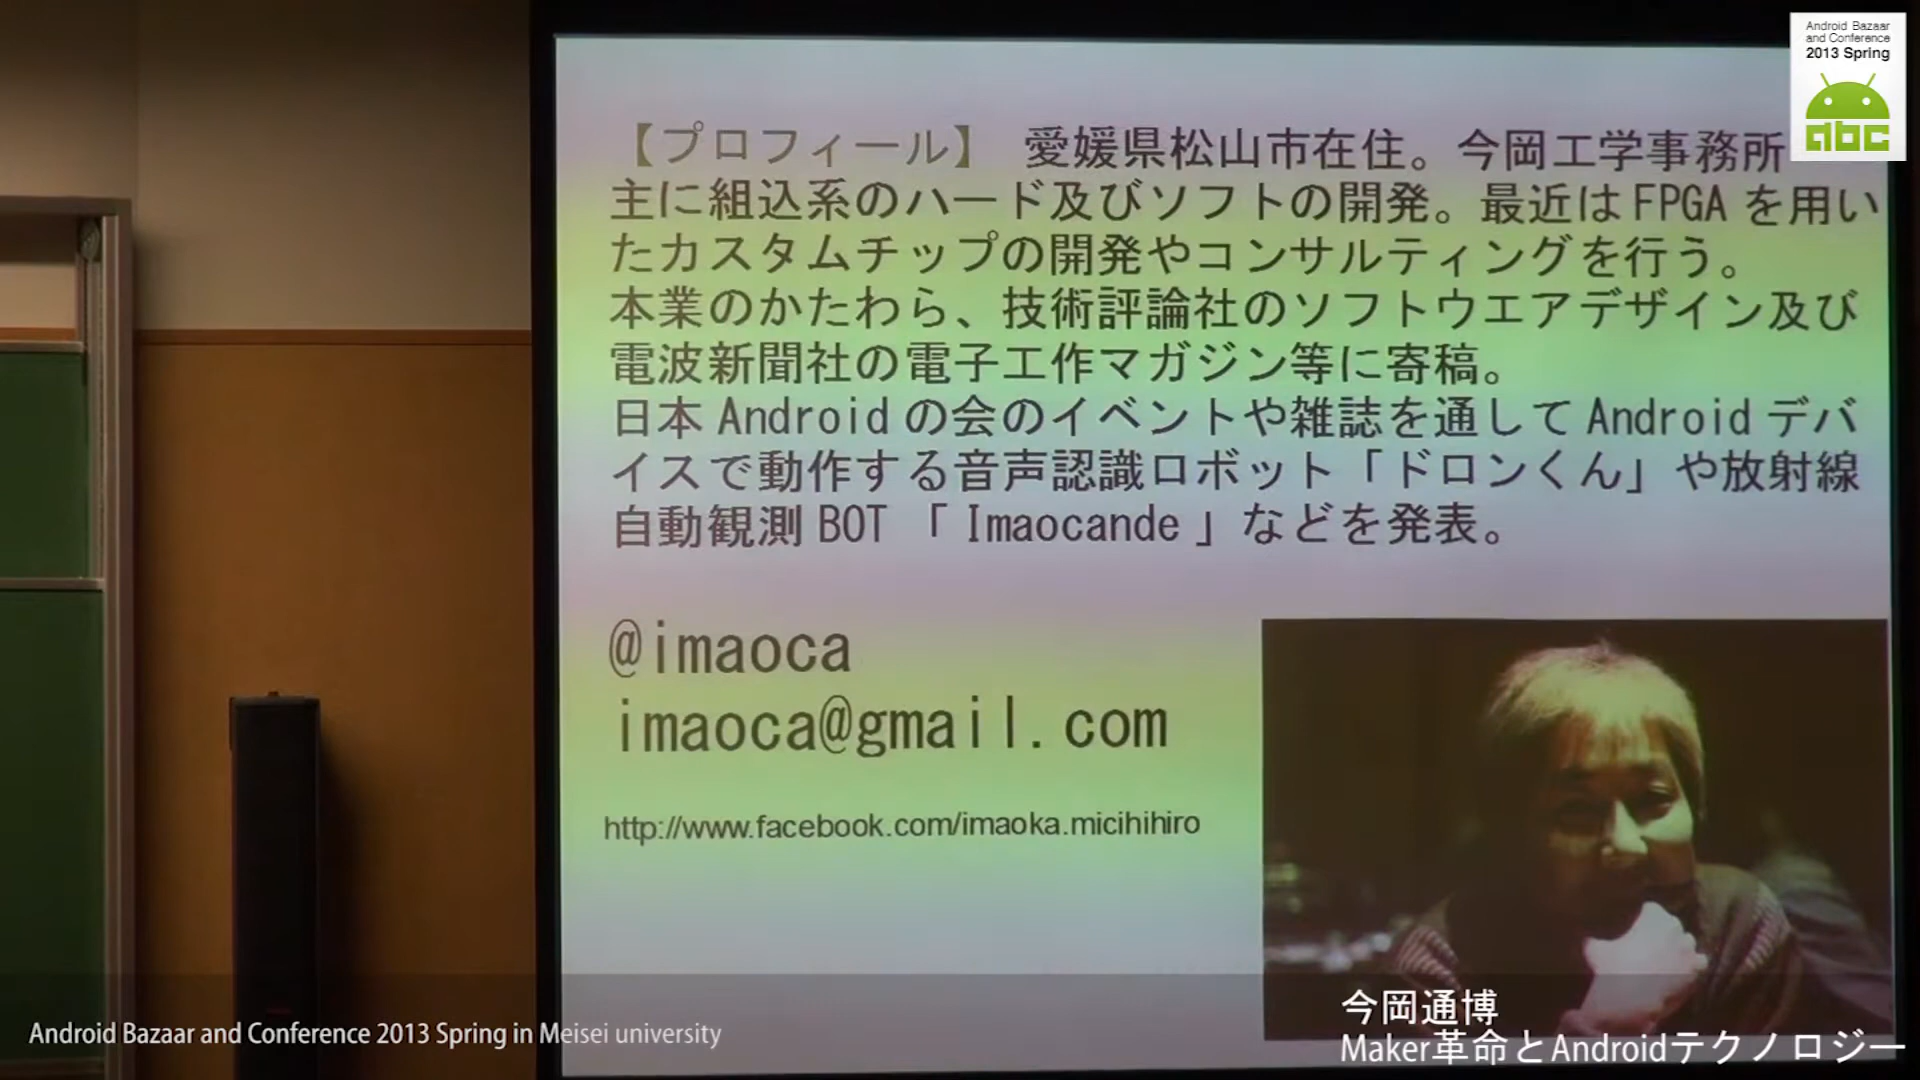 Android Bazaar
and Conference
2013 Spring
abc
【プロフィール】 愛媛県松山市在住。今岡工学事務所
主に組込系のハード及びソフトの開発。最近はFPGAを用い
たカスタムチップの開発やコンサルティングを行う。
本業のかたわら、技術評論社のソフトウエアデザイン及び
電波新聞社の電子工作マガジン等に寄稿。
日本Androidの会のイベントや雑誌を通してAndroidデバ
イスで動作する音声認識ロボット「ドロンくん」や放射線
自動観測BOT「Imaocande」などを発表。
@imaoca
imaoca@gmail.com
http://www.facebook.com/imaoka.micihihiro
今岡通博
Maker革命とAndroidテクノロジー
Android Bazaar and Conference 2013 Spring in Meisei university